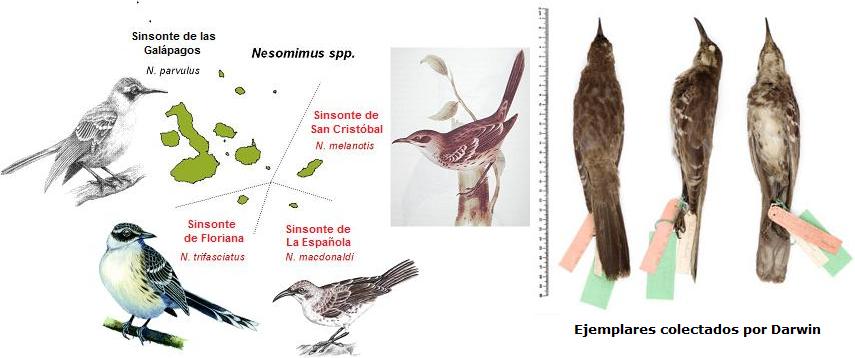 Sinsonte de las
Galápagos
N. parvulus
Nesomimus spp.
Sinsonte de
San Cristóbal
N. melanotis
Sinsonte
de Floriana
N. trifasciatus
Sinsonte de
La Española
N. macdonaldi
Ejemplares colectados por Darwin